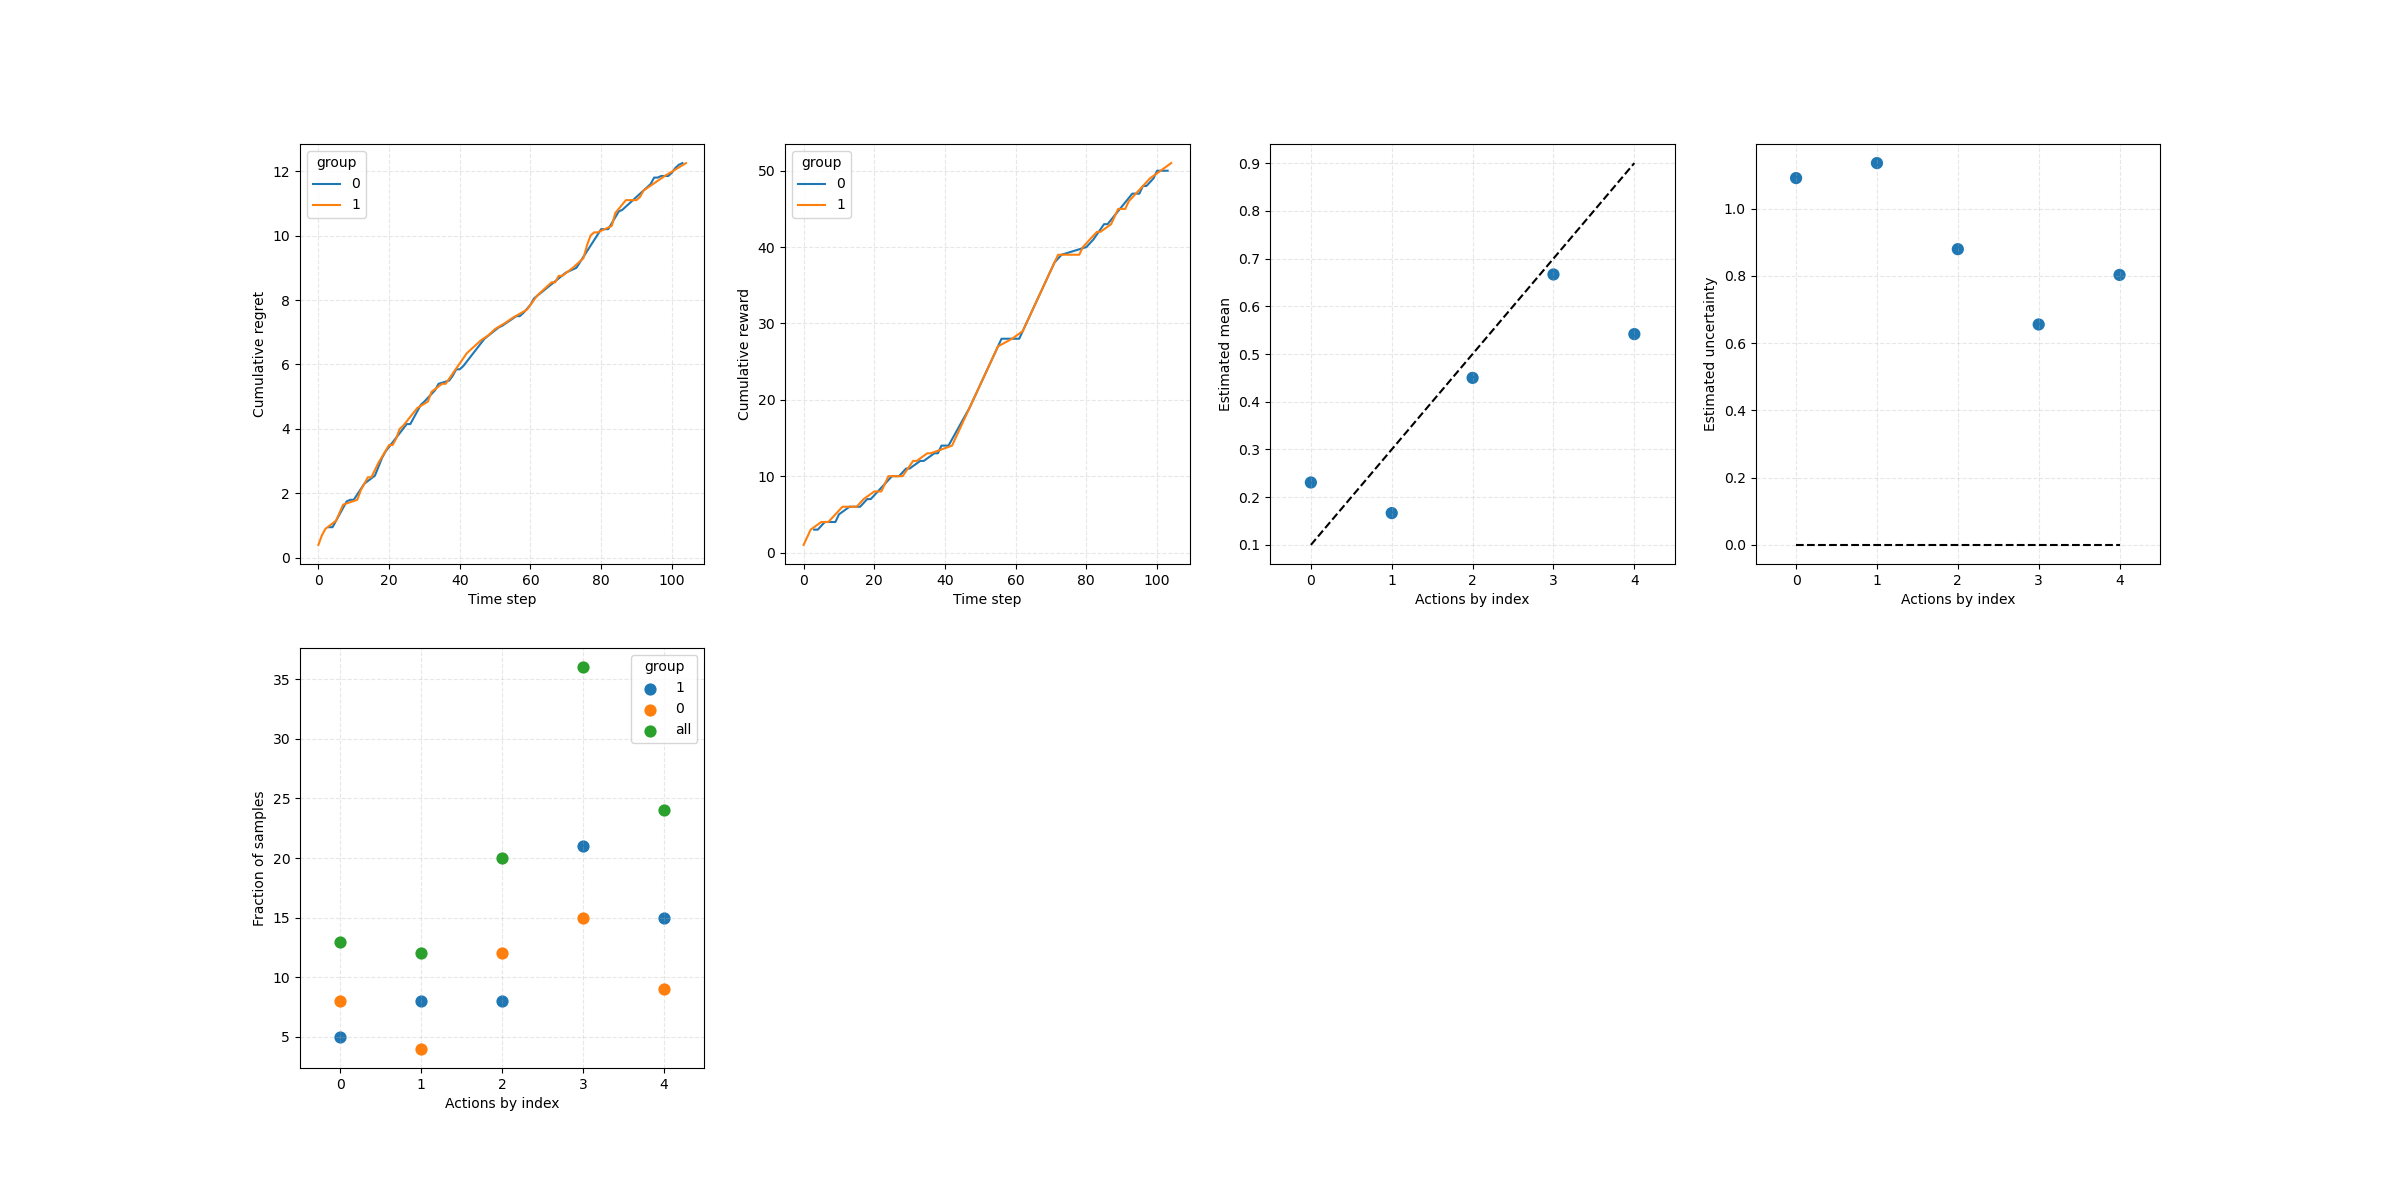 group
0
1
12
10
8
6
4
2
0
Cumulative regret
0 20 40 60 80 100
Time step
group
0
1
50
40
30
20
10
0
Cumulative reward
0 20 40 60 80 100
Time step
0.9
0.8
0.7
0.6
0.5
0.4
0.3
0.2
0.1
Estimated mean
0 1 2 3 4
Actions by index
1.0
0.8
0.6
0.4
0.2
0.0
Estimated uncertainty
0 1 2 3 4
Actions by index
group
1
0
all
35
30
25
20
15
10
5
Fraction of samples
0 1 2 3 4
Actions by index